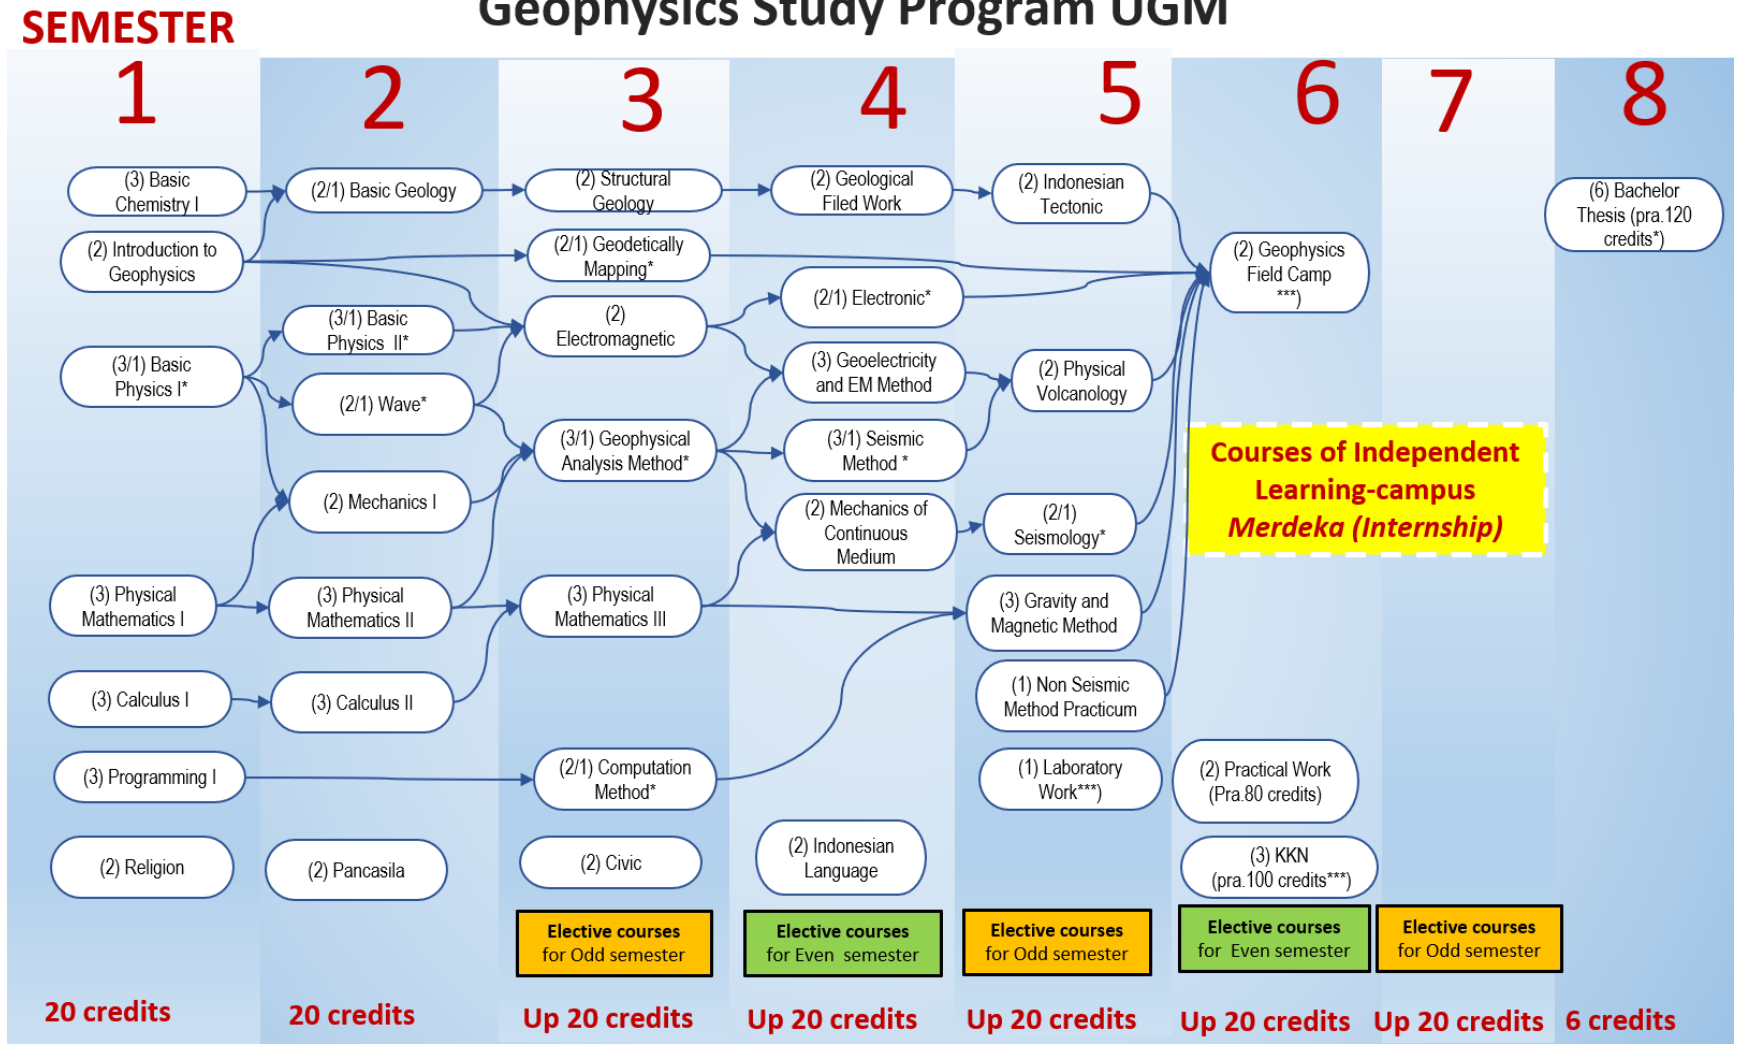 Geophysics Study Program UGM
SEMESTER
1
2
3
4
5
6
7
8
(3) Basic
Chemistry I
(2) Introduction to
Geophysics
(3/1) Basic
Physics I*
(3) Physical
Mathematics I
(3) Calculus I
(3) Programming I
(2) Religion
20 credits
(2/1) Basic Geology
(3/1) Basic
Physics II*
(2/1) Wave*
(2) Mechanics I
(3) Physical
Mathematics II
(3) Calculus II
(2) Pancasila
20 credits
(2) Structural
Geology
(2/1) Geodetically
Mapping*
(2)
Electromagnetic
(3/1) Geophysical
Analysis Method*
(3) Physical
Mathematics III
(2/1) Computation
Method*
(2) Civic
Elective courses
for Odd semester
Up 20 credits
(2) Geological
Filed Work
(2/1) Electronic*
(3) Geoelectricity
and EM Method
(3/1) Seismic
Method *
(2) Mechanics of
Continuous
Medium
(2) Indonesian
Language
Elective courses
for Even semester
Up 20 credits
(2) Indonesian
Tectonic
(2) Physical
Volcanology
(2/1)
Seismology*
(3) Gravity and
Magnetic Method
(1) Non Seismic
Method Practicum
(1) Laboratory
Work***)
Elective courses
for Odd semester
Up 20 credits
(2) Geophysics
Field Camp
***)
Courses of Independent
Learning-campus
Merdeka (Internship)
(2) Practical Work
(Pra.80 credits)
(3) KKN
(pra.100 credits***)
Elective courses
for Even semester
Up 20 credits
Elective courses
for Odd semester
Up 20 credits
(6) Bachelor
Thesis (pra.120
credits*)
6 credits